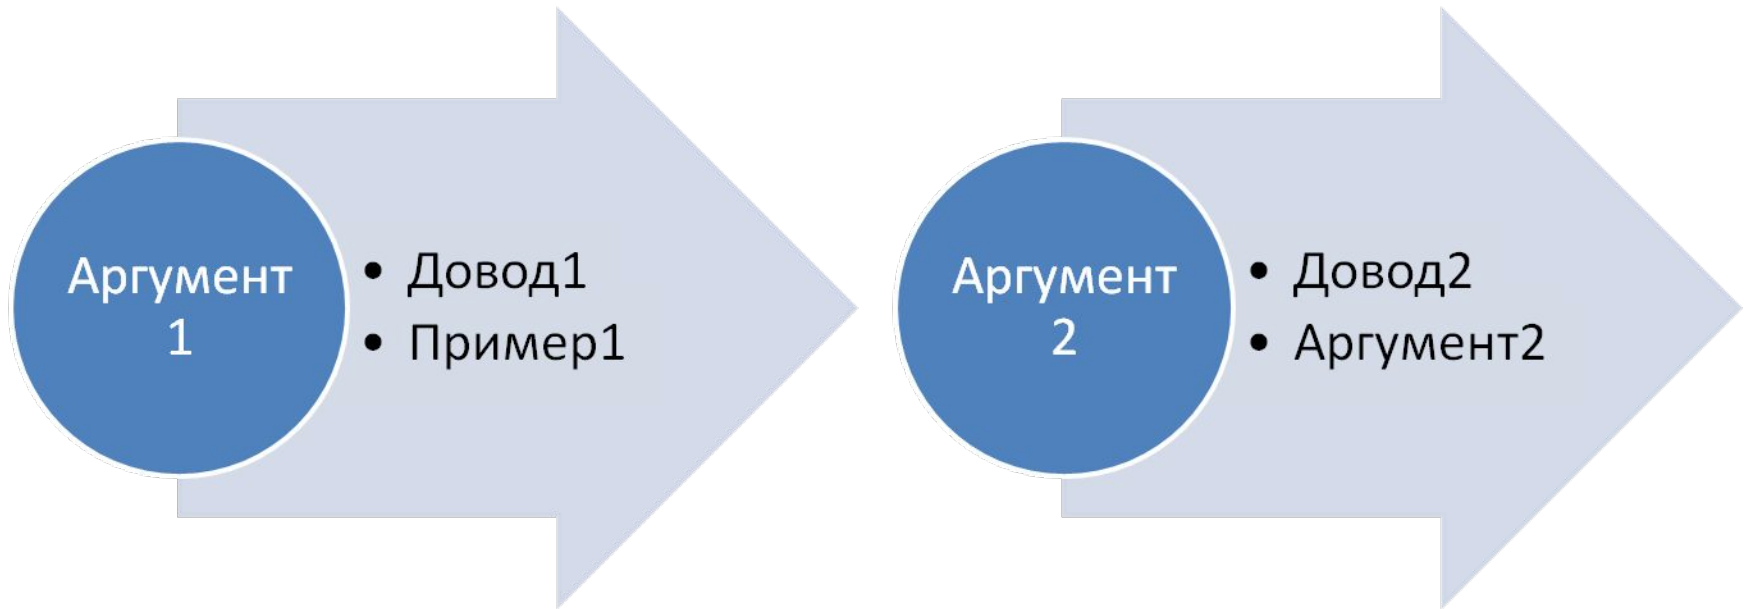 Аргумент
1
• Довод1
• Пример1
Аргумент
2
• Довод2
• Аргумент2